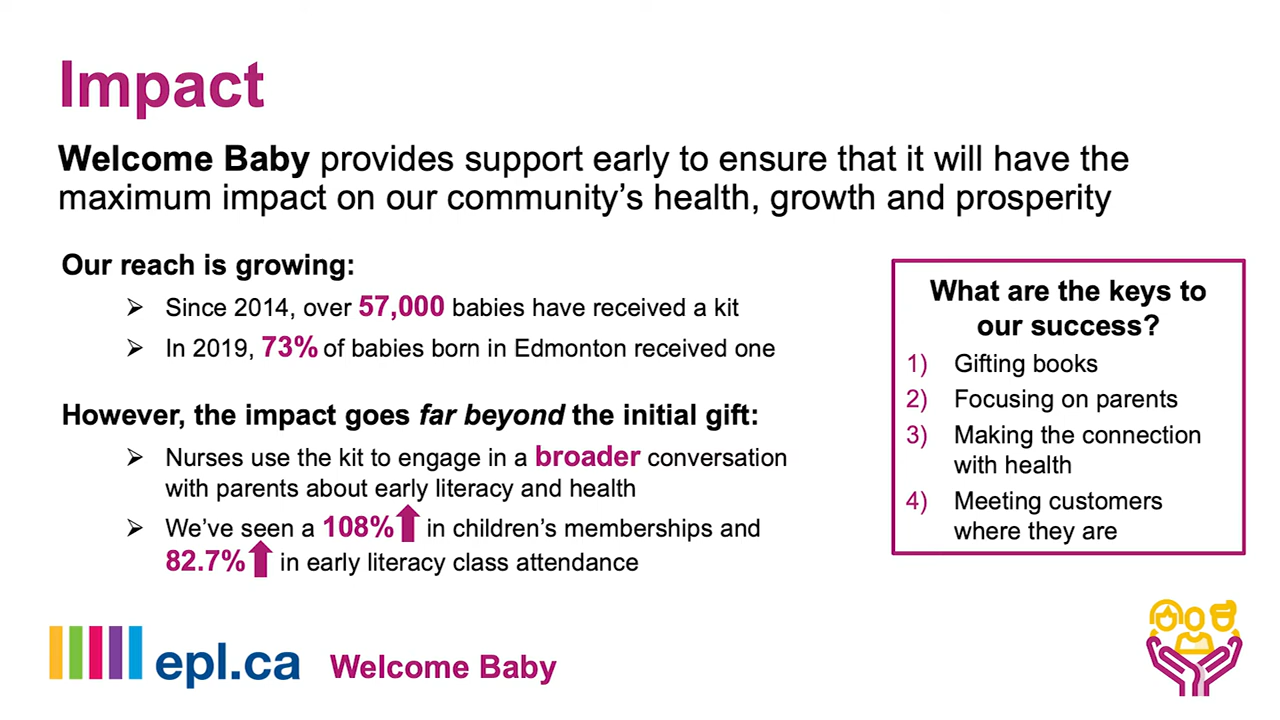 Impact
Welcome Baby provides support early to ensure that it will have the
maximum impact on our community's health, growth and prosperity
Our reach is growing:
➢ Since 2014, over 57,000 babies have received a kit
➢ In 2019, 73% of babies born in Edmonton received one
However, the impact goes far beyond the initial gift:
➢ Nurses use the kit to engage in a broader conversation
with parents about early literacy and health
➢ We've seen a 108% in children's memberships and
82.7% in early literacy class attendance
What are the keys to
our success?
1) Gifting books
2) Focusing on parents
3) Making the connection
with health
4) Meeting customers
where they are
epl.ca
Welcome Baby